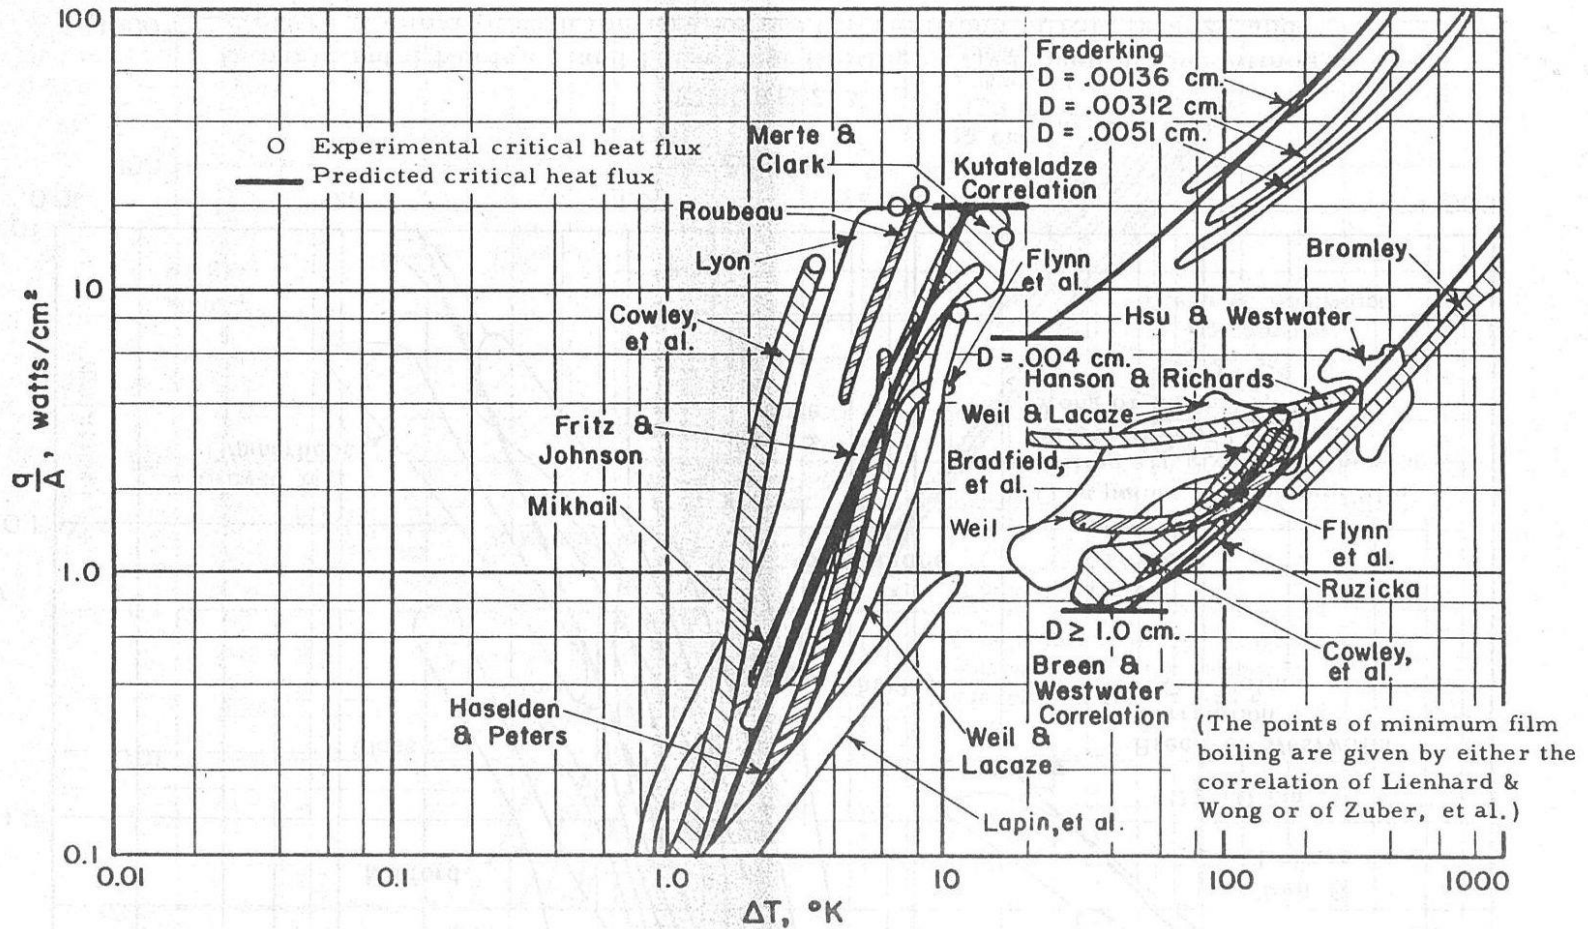 100
10
1.0
0.1
q/A, watts/cm²
0.01
0.1
1.0
10
100
1000
ΔT, °K
O Experimental critical heat flux
Predicted critical heat flux
Merte &
Clark
Roubeau
Lyon
Cowley,
et al.
Fritz &
Johnson
Mikhail
Haselden
& Peters
Kutateladze
Correlation
Flynn
et al.
Frederking
D = .00136 cm.
D = .00312 cm.
D = .0051 cm.
Bromley
Hsu & Westwater
D = .004 cm.
Hanson & Richards
Weil & Lacaze
Bradfield,
et al.
Weil
Flynn
et al.
Ruzicka
Cowley,
et al.
D ≥ 1.0 cm.
Breen &
Westwater
Correlation
Weil &
Lacaze
Lapin, et al.
(The points of minimum film
boiling are given by either the
correlation of Lienhard &
Wong or of Zuber, et al.)